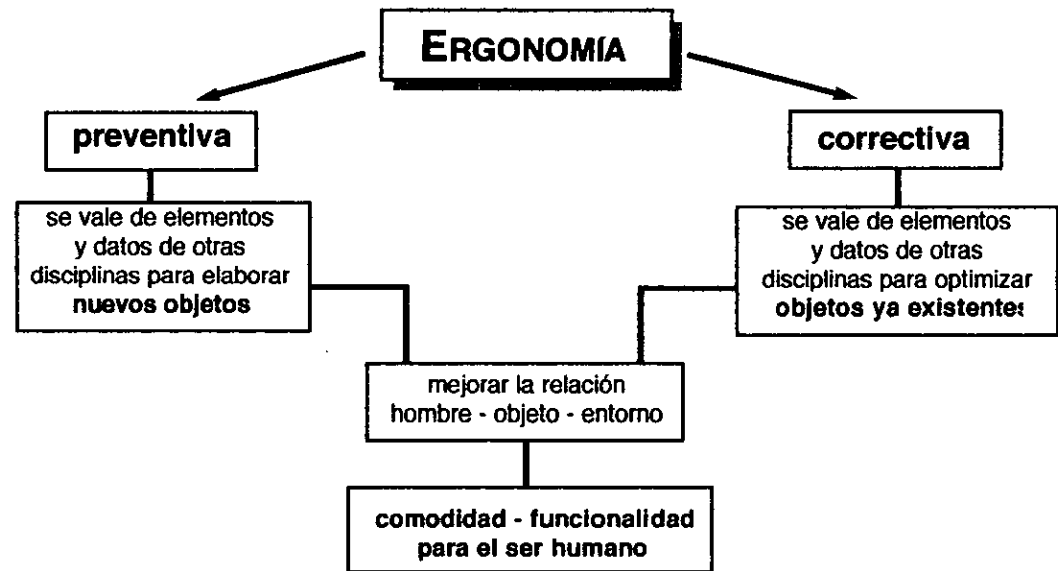 ERGONOMÍA
preventiva
correctiva
se vale de elementos
y datos de otras
disciplinas para elaborar
nuevos objetos
se vale de elementos
y datos de otras
disciplinas para optimizar
objetos ya existentes
mejorar la relación
hombre - objeto - entorno
comodidad - funcionalidad
para el ser humano